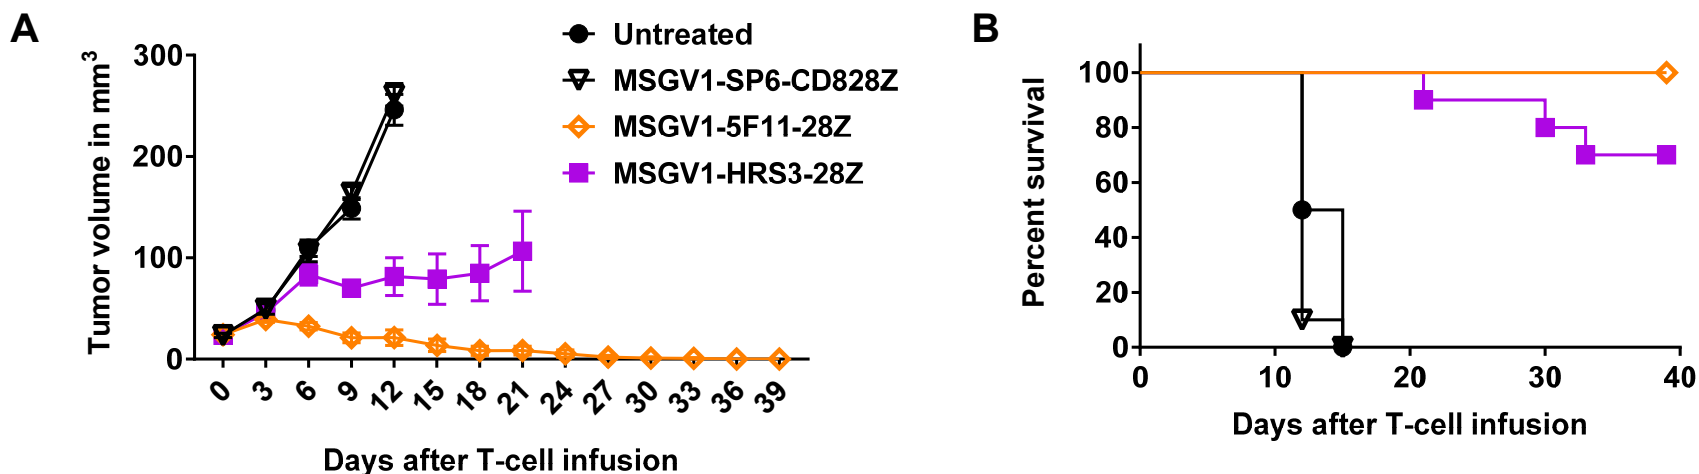 A
Tumor volume in mm³
300
200
100
0
0 3 6 9 12 15 18 21 24 27 30 33 36 39
Days after T-cell infusion
Untreated
MSGV1-SP6-CD828Z
MSGV1-5F11-28Z
MSGV1-HRS3-28Z
B
Percent survival
100
80
60
40
20
0
0 10 20 30 40
Days after T-cell infusion